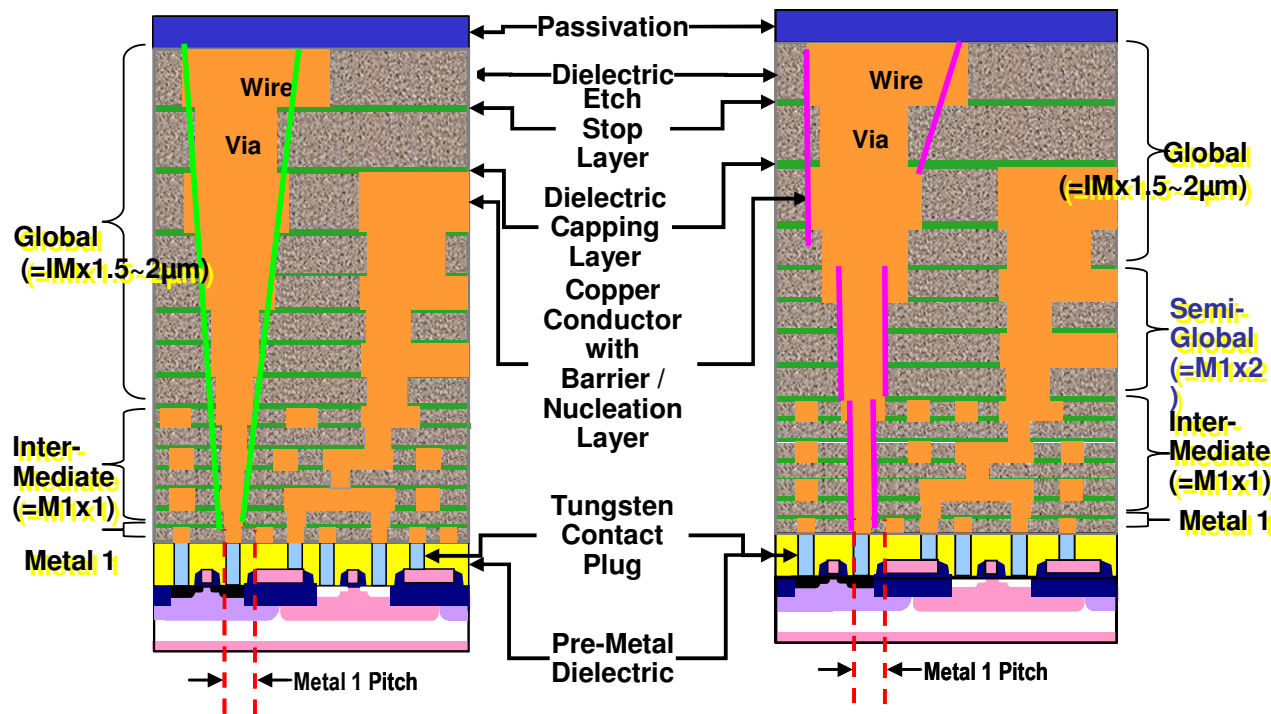 Passivation
Dielectric
Etch
Stop
Layer
Dielectric
Capping
Layer
Copper
Conductor
with
Barrier /
Nucleation
Layer
Tungsten
Contact
Plug
Pre-Metal
Dielectric
Wire
Via
Global
(=IMx1.5~2µm)
Inter-
Mediate
(=M1x1)
Metal 1
Metal 1 Pitch
Wire
Via
Global
(=IMx1.5~2µm)
Semi-
Global
(=M1x2
)
Inter-
Mediate
(=M1x1)
Metal 1
Metal 1 Pitch